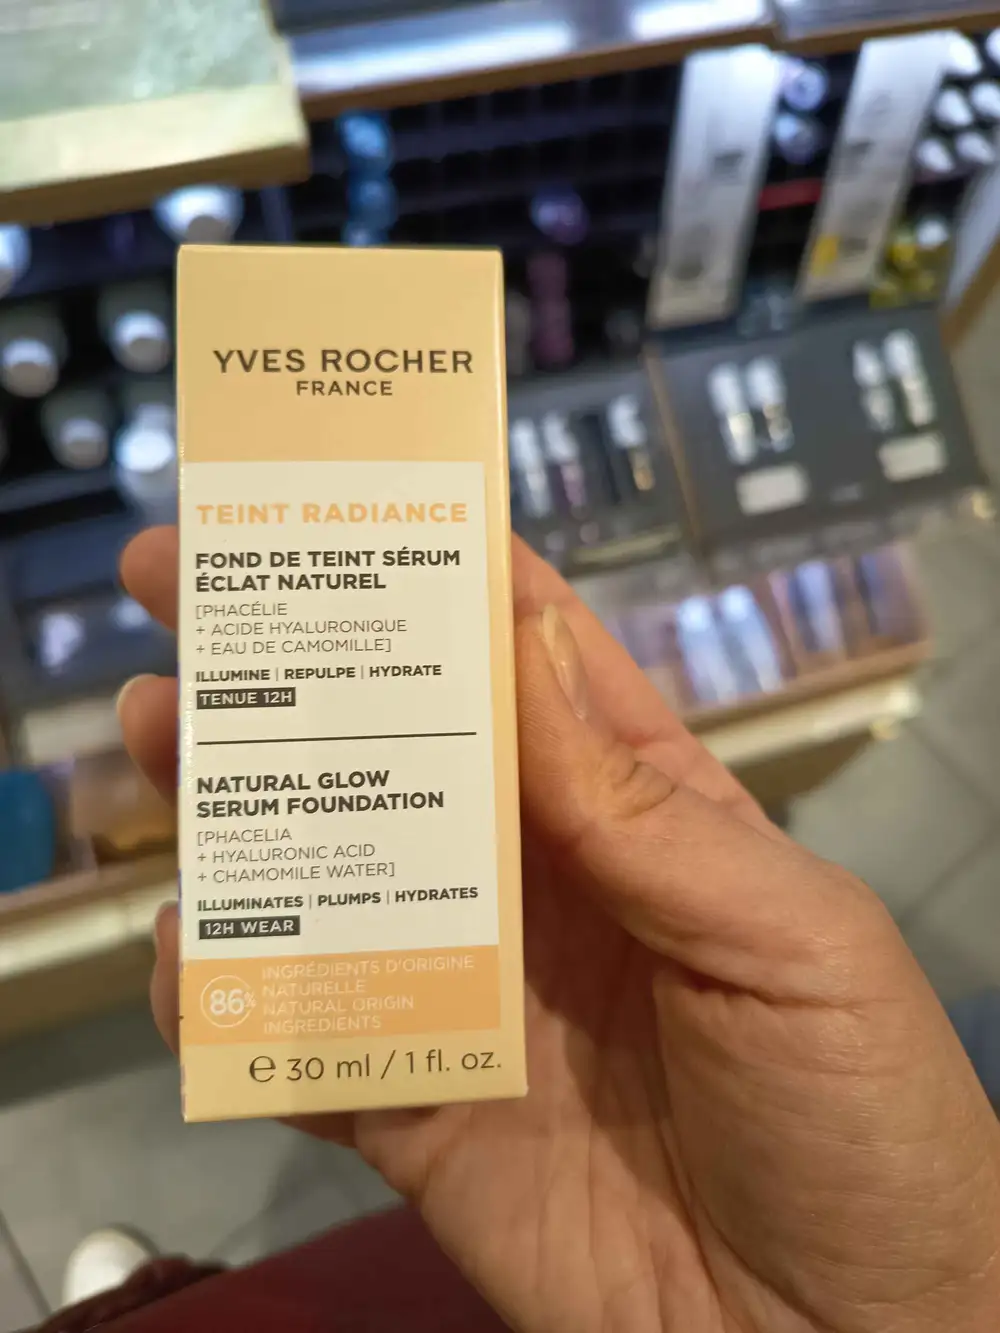 YVES ROCHER
FRANCE
TEINT RADIANCE
FOND DE TEINT SÉRUM
ÉCLAT NATUREL
[PHACÉLIE
+ ACIDE HYALURONIQUE
+ EAU DE CAMOMILLE]
ILLUMINE | REPULPE | HYDRATE
TENUE 12H
NATURAL GLOW
SERUM FOUNDATION
[PHACELIA
+ HYALURONIC ACID
+ CHAMOMILE WATER]
ILLUMINATES | PLUMPS | HYDRATES
12H WEAR
86%
INGRÉDIENTS D'ORIGINE
NATURELLE
NATURAL ORIGIN
INGREDIENTS
℮ 30 ml / 1 fl. oz.